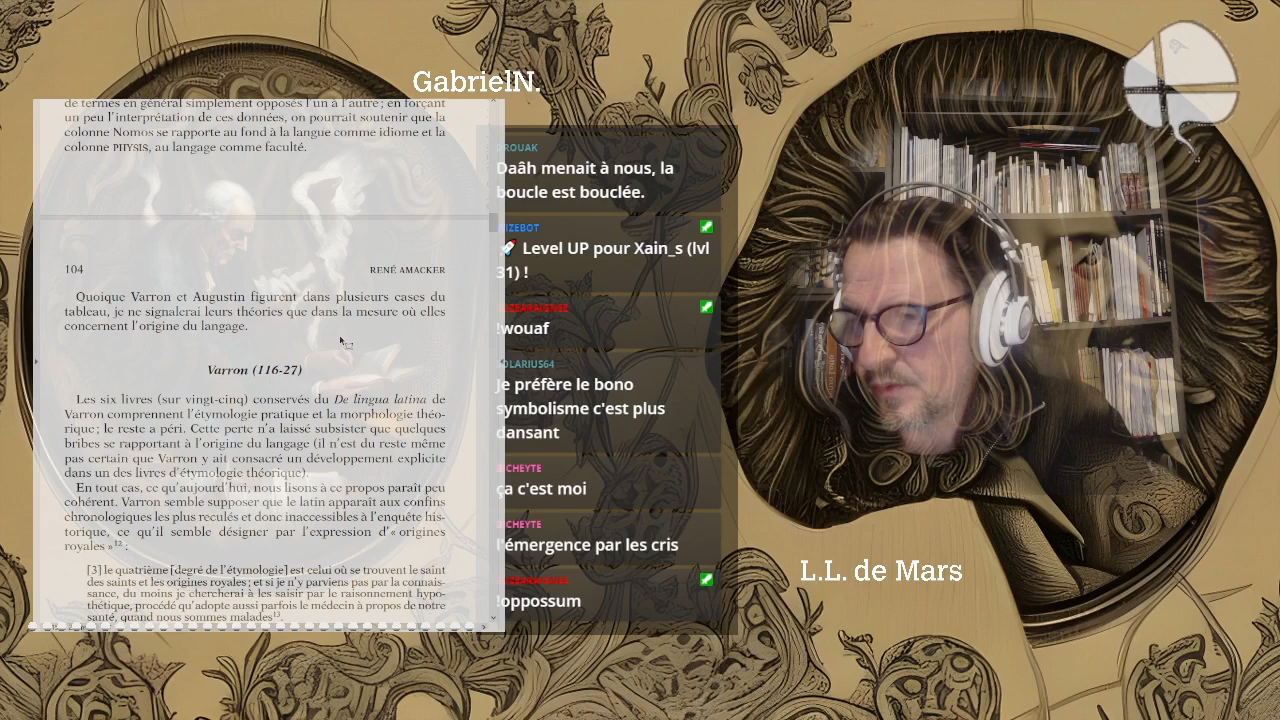 GabrielN.
de termes en général simplement opposés l'un à l'autre ; en forçant
un peu l'interprétation de ces données, on pourrait soutenir que la
colonne Nomos se rapporte au fond à la langue comme idiome et la
colonne PHYSIS, au langage comme faculté.
104 RENÉ AMACKER
Quoique Varron et Augustin figurent dans plusieurs cases du
tableau, je ne signalerai leurs théories que dans la mesure où elles
concernent l'origine du langage.
Varron (116-27)
Les six livres (sur vingt-cinq) conservés du De lingua latina de
Varron comprennent l'étymologie pratique et la morphologie théo-
rique ; le reste a péri. Cette perte n'a laissé subsister que quelques
bribes se rapportant à l'origine du langage (il n'est du reste même
pas certain que Varron y ait consacré un développement explicite
dans un des livres d'étymologie théorique).
En tout cas, ce qu'aujourd'hui, nous lisons à ce propos paraît peu
cohérent. Varron semble supposer que le latin apparaît aux confins
chronologiques les plus reculés et donc inaccessibles à l'enquête his-
torique, ce qu'il semble désigner par l'expression d'« origines
royales »12 :
[3] le quatrième [degré de l'étymologie] est celui où se trouvent le saint
des saints et les origines royales ; et si je n'y parviens pas par la connais-
sance, du moins je chercherai à les saisir par le raisonnement hypo-
thétique, procédé qu'adopte aussi parfois le médecin à propos de notre
santé, quand nous sommes malades13.
ROUAK
Daâh menait à nous, la
boucle est bouclée.
IZEBOT
🚀 Level UP pour Xain_s (lvl
31) !
!wouaf
OLARIUS64
Je préfère le bono
symbolisme c'est plus
dansant
CHEYTE
ça c'est moi
CHEYTE
l'émergence par les cris
!oppossum
L.L. de Mars